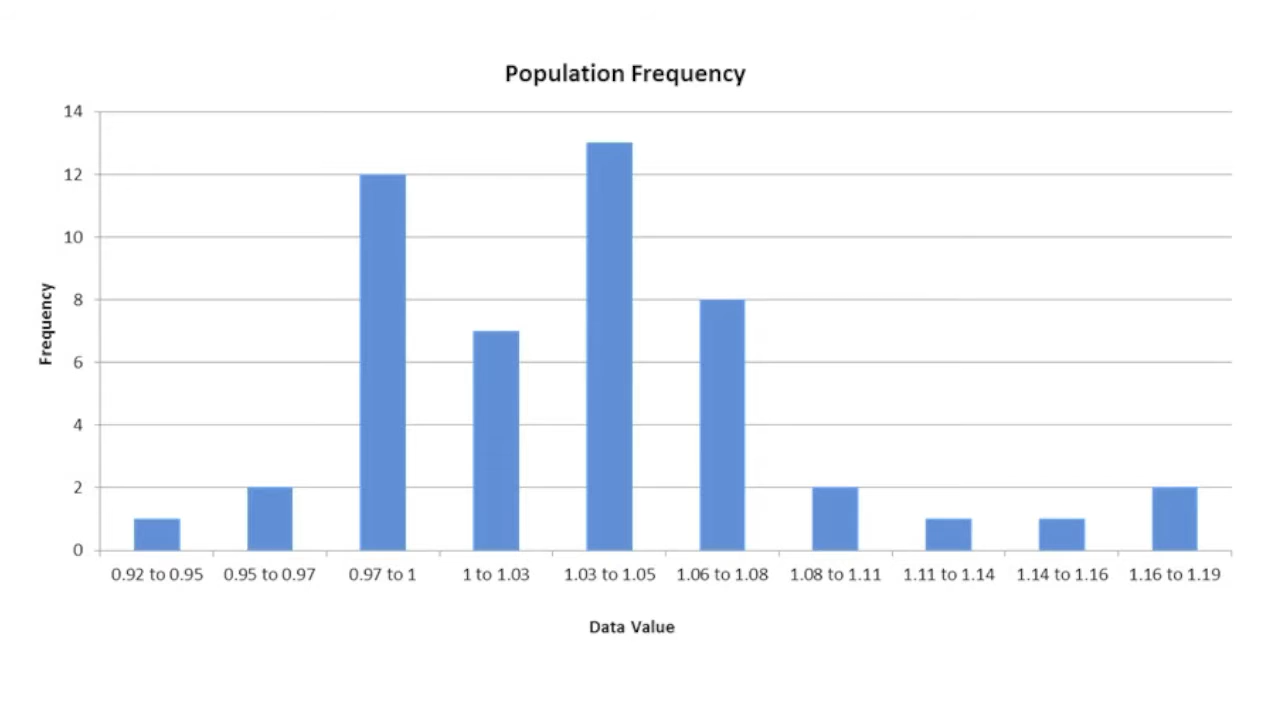 Population Frequency
14
12
10
8
6
4
2
0
Frequency
0.92 to 0.95 0.95 to 0.97 0.97 to 1 1 to 1.03 1.03 to 1.05 1.06 to 1.08 1.08 to 1.11 1.11 to 1.14 1.14 to 1.16 1.16 to 1.19
Data Value